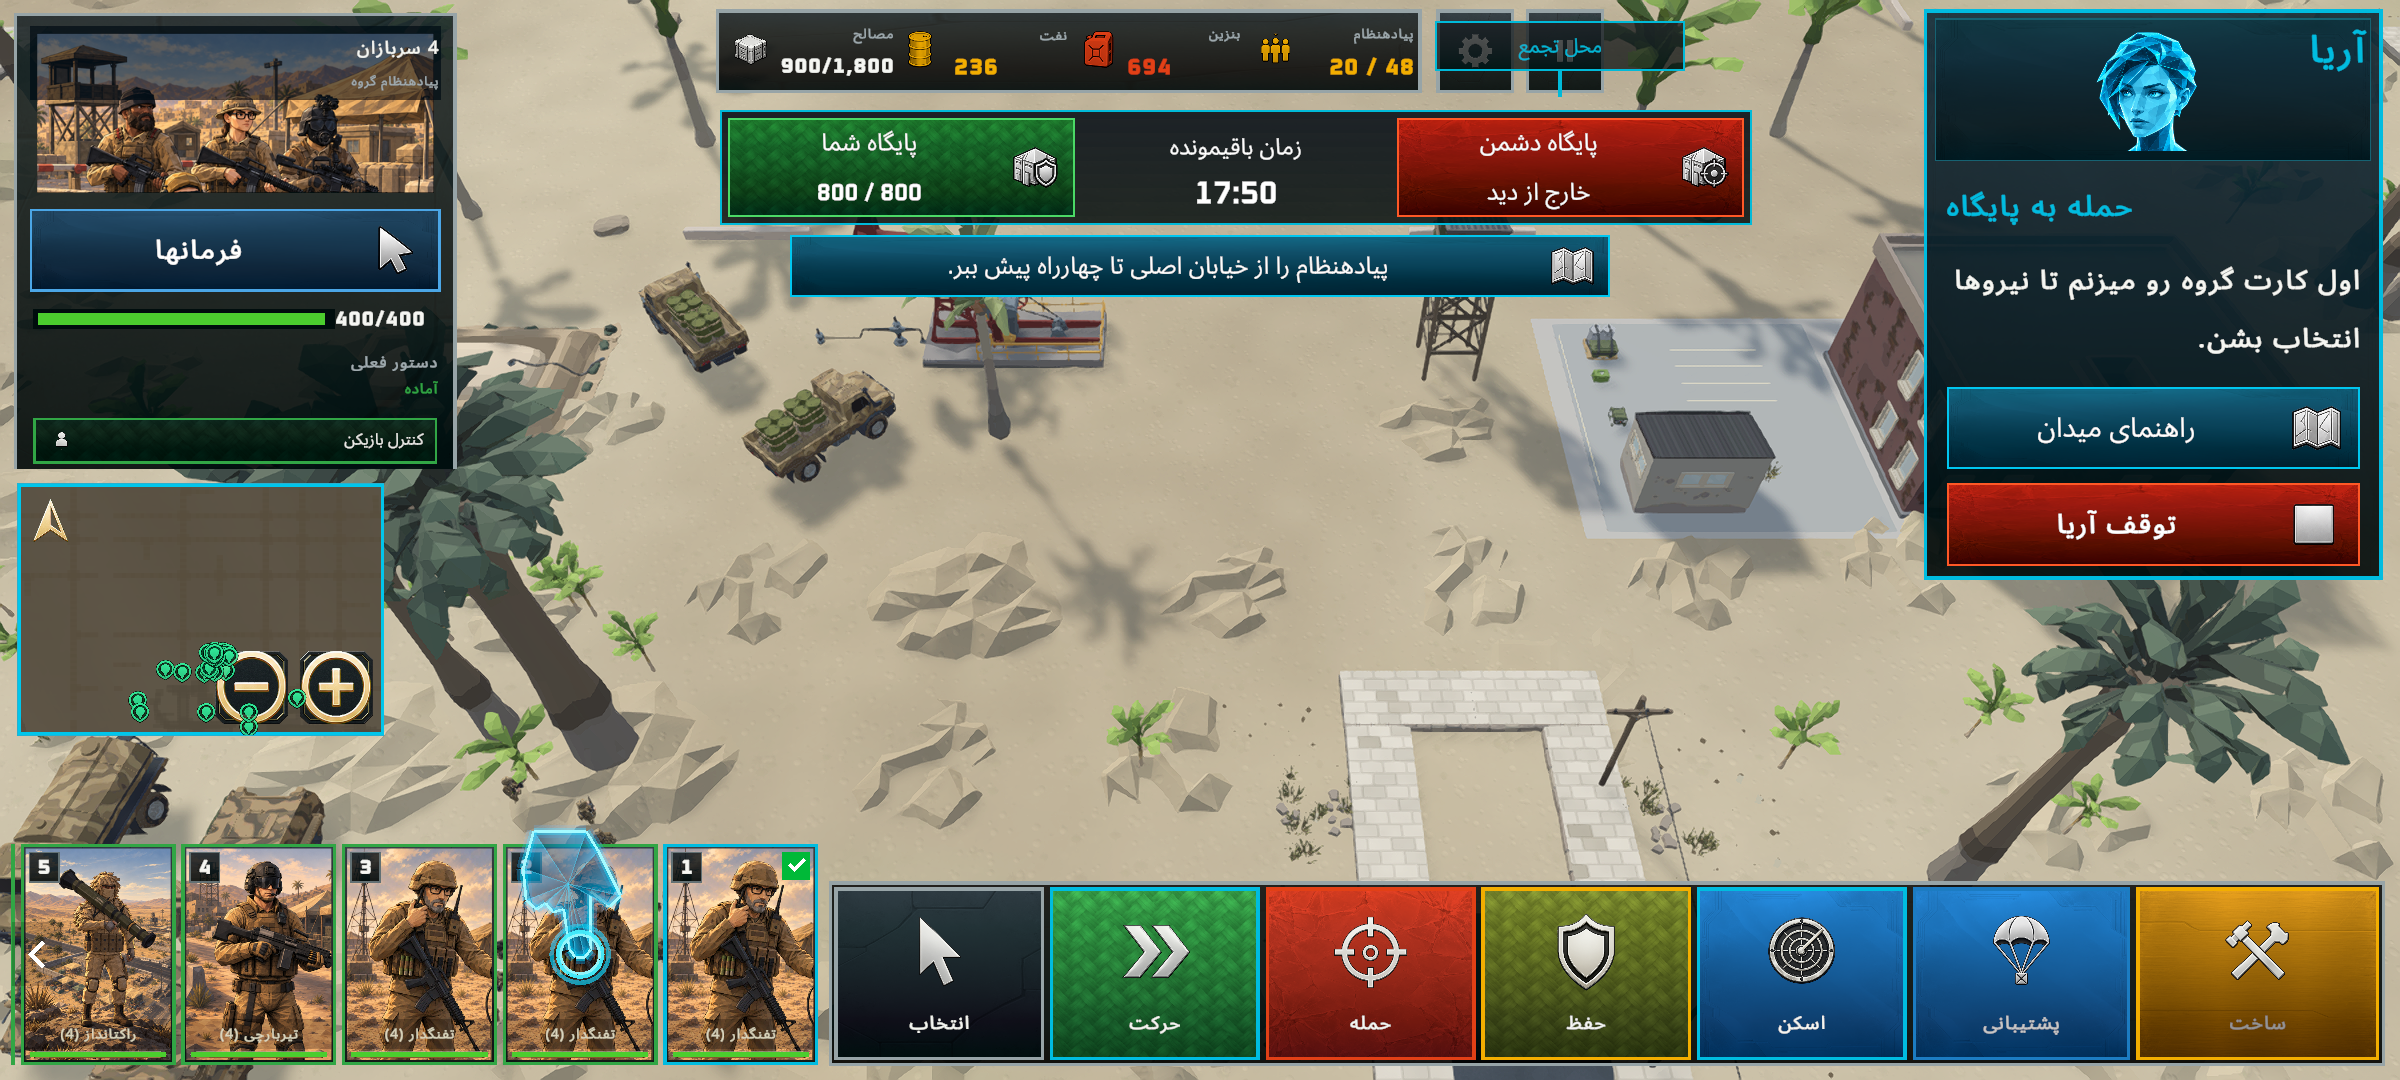 4 سربازان
پیادهنظام گروه
فرمانها
400/400
دستور فعلی
آماده
کنترل بازیکن
مصالح
900/1,800
نفت
236
بنزین
694
پیادهنظام
20 / 48
محل تجمع
پایگاه شما
800 / 800
زمان باقیمونده
17:50
پایگاه دشمن
خارج از دید
پیادهنظام را از خیابان اصلی تا چهارراه پیش ببر.
آریا
حمله به پایگاه
اول کارت گروه رو میزنم تا نیروها
انتخاب بشن.
راهنمای میدان
توقف آریا
5
راکتانداز (4)
4
تیربارچی (4)
3
تفنگدار (4)
2
تفنگدار (4)
1
تفنگدار (4)
انتخاب
حرکت
حمله
حفظ
اسکن
پشتیبانی
ساخت